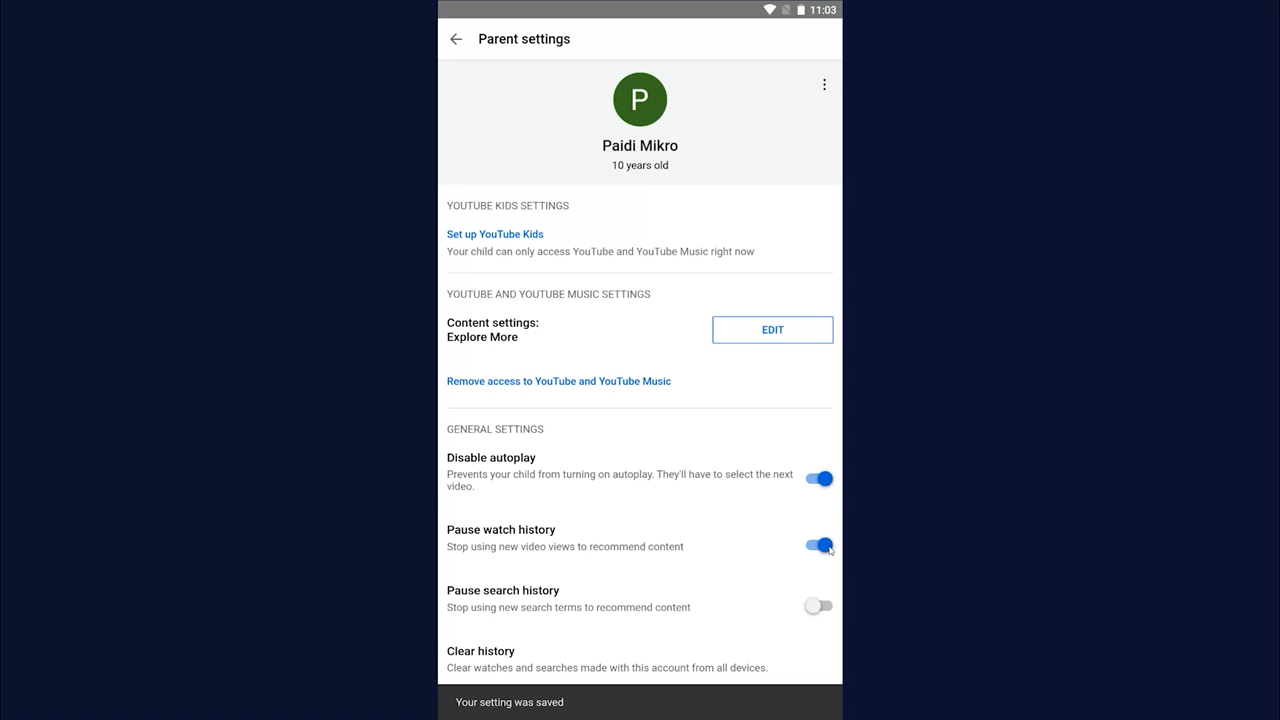 11:03
Parent settings
P
Paidi Mikro
10 years old
YOUTUBE KIDS SETTINGS
Set up YouTube Kids
Your child can only access YouTube and YouTube Music right now
YOUTUBE AND YOUTUBE MUSIC SETTINGS
Content settings:
Explore More
EDIT
Remove access to YouTube and YouTube Music
GENERAL SETTINGS
Disable autoplay
Prevents your child from turning on autoplay. They'll have to select the next
video.
Pause watch history
Stop using new video views to recommend content
Pause search history
Stop using new search terms to recommend content
Clear history
Clear watches and searches made with this account from all devices.
Your setting was saved